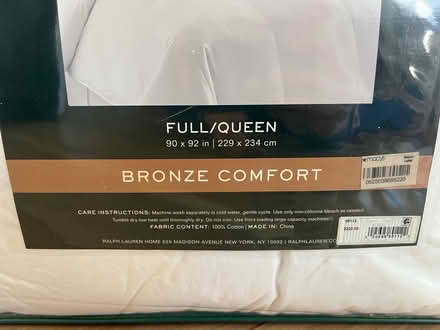 FULL/QUEEN
90 x 92 in | 229 x 234 cm
BRONZE COMFORT
macys
CARE INSTRUCTIONS: Machine wash separately in cold water, gentle cycle. Use only nonchlorine bleach as needed.
Tumble dry low heat until thoroughly dry. Do not iron. Use front loading large capacity machines.
FABRIC CONTENT: 100% Cotton | MADE IN: China
RALPH LAUREN HOME 625 MADISON AVENUE NEW YORK, NY 10022 | RALPHLAUREN.CO